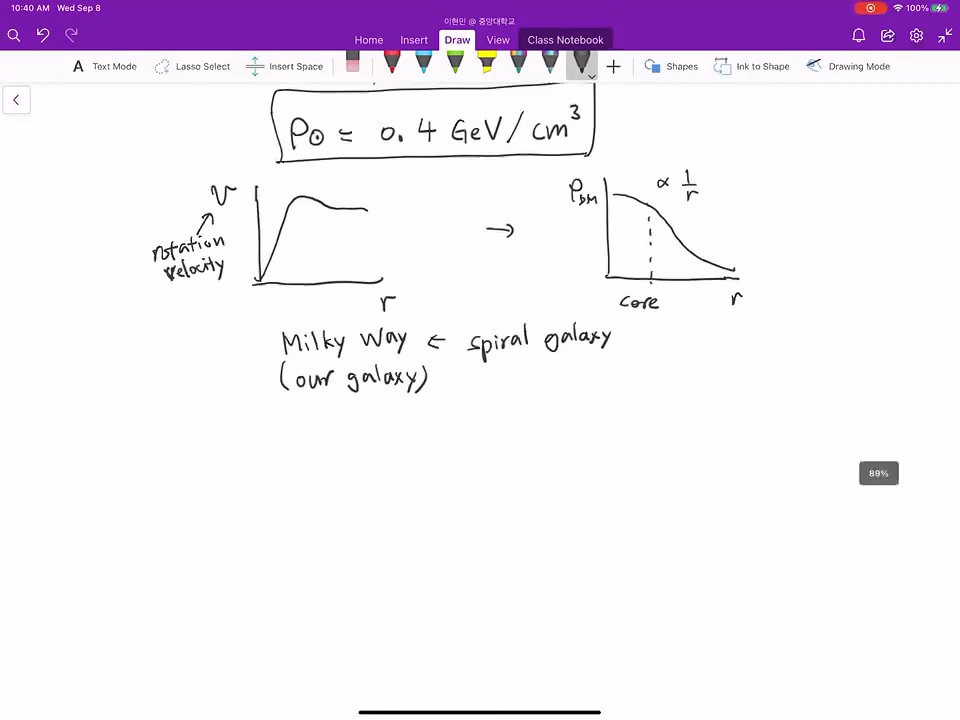 10:40 AM Wed Sep 8
100%
이현민 @ 중앙대학교
Home Insert Draw View Class Notebook
A Text Mode Lasso Select Insert Space Shapes Ink to Shape Drawing Mode
ρ⊙ = 0.4 GeV/cm³
v
rotation
velocity
r
→
ρDM
∝ 1/r
core
r
Milky Way ← spiral galaxy
(our galaxy)
89%